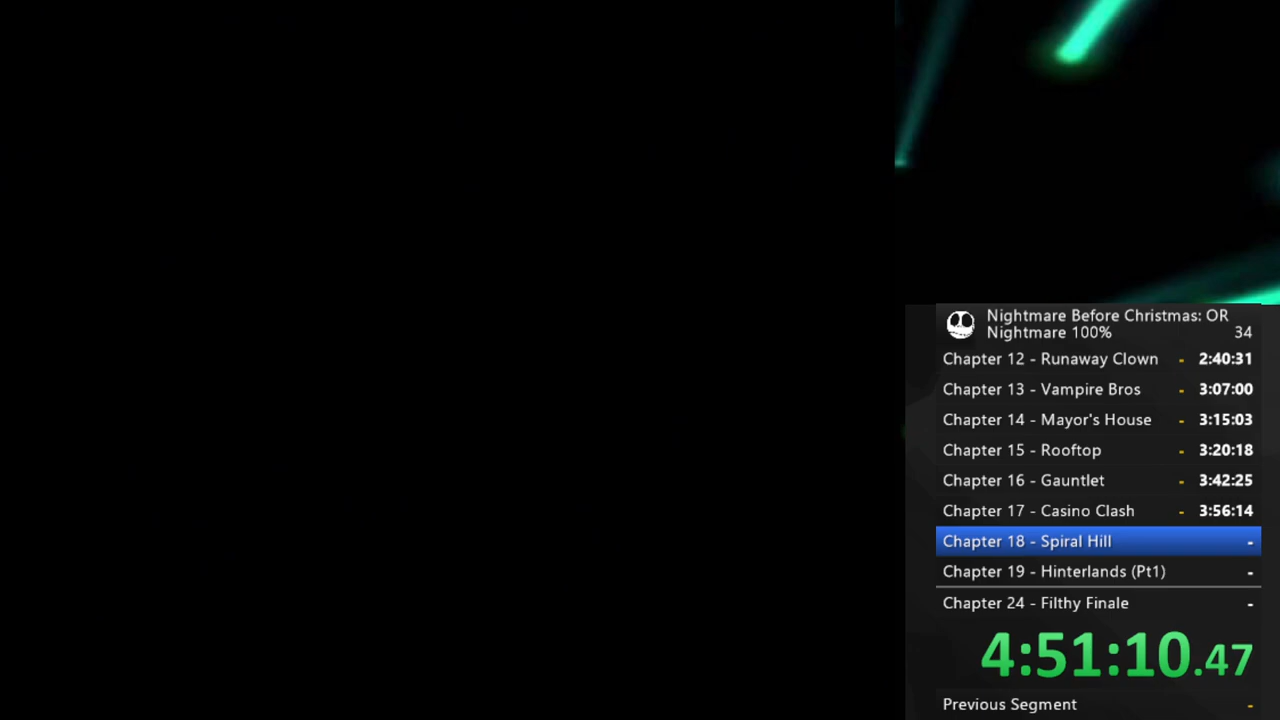 Nightmare Before Christmas: OR
Nightmare 100% 34
Chapter 12 - Runaway Clown - 2:40:31
Chapter 13 - Vampire Bros - 3:07:00
Chapter 14 - Mayor's House - 3:15:03
Chapter 15 - Rooftop - 3:20:18
Chapter 16 - Gauntlet - 3:42:25
Chapter 17 - Casino Clash - 3:56:14
Chapter 18 - Spiral Hill -
Chapter 19 - Hinterlands (Pt1) -
Chapter 24 - Filthy Finale -
4:51:10.47
Previous Segment -